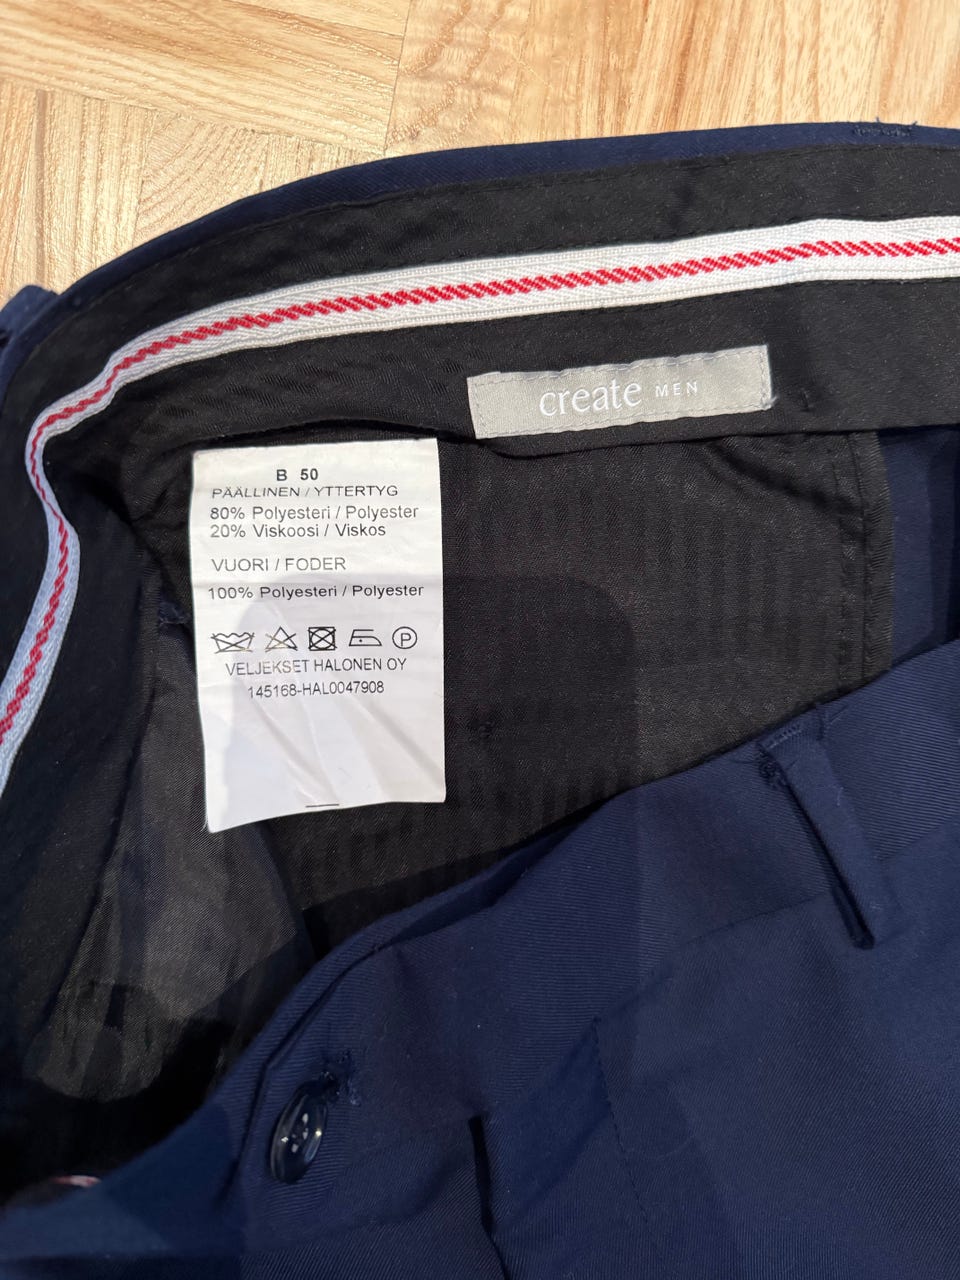 create MEN
B 50
PÄÄLLINEN / YTTERTYG
80% Polyesteri / Polyester
20% Viskoosi / Viskos
VUORI / FODER
100% Polyesteri / Polyester
P
VELJEKSET HALONEN OY
145168-HAL0047908